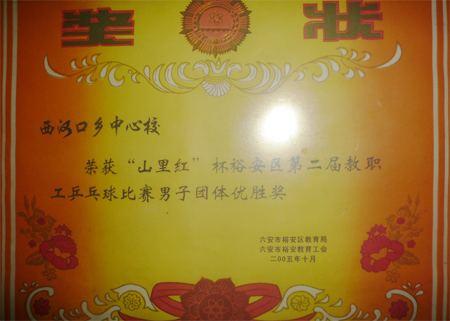 奖状
西河口乡中心校
荣获“山里红”杯裕安区第二届教职
工乒乓球比赛男子团体优胜奖
六安市裕安区教育局
六安市裕安教育工会
二00五年十月